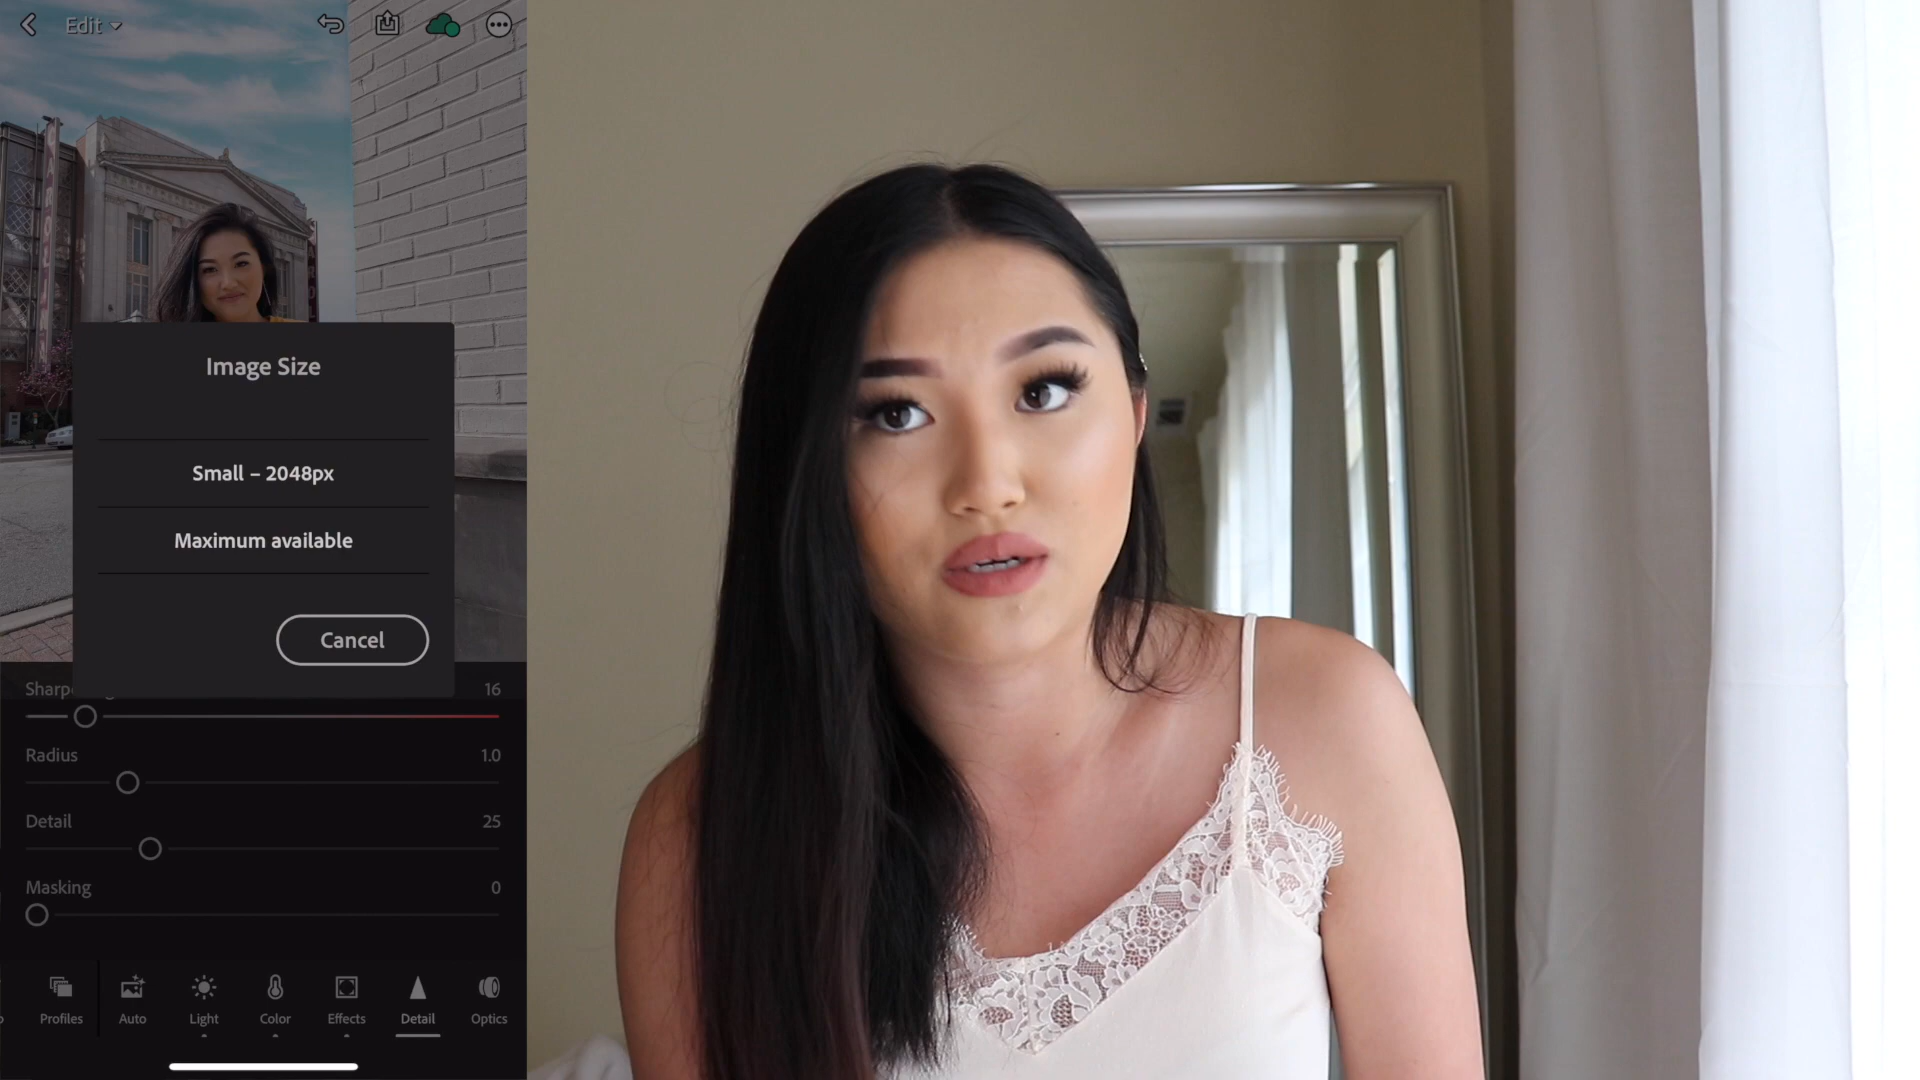 Edit
Image Size
Small – 2048px
Maximum available
Cancel
Sharp
16
Radius
1.0
Detail
25
Masking
0
Profiles
Auto
Light
Color
Effects
Detail
Optics